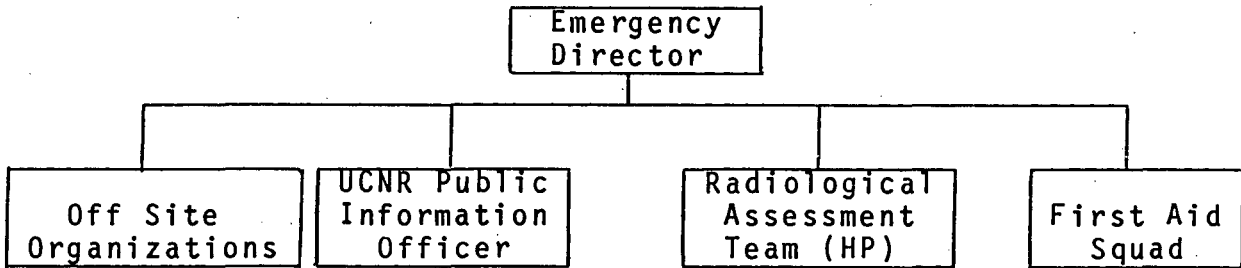 Emergency
Director
Off Site
Organizations
UCNR Public
Information
Officer
Radiological
Assessment
Team (HP)
First Aid
Squad